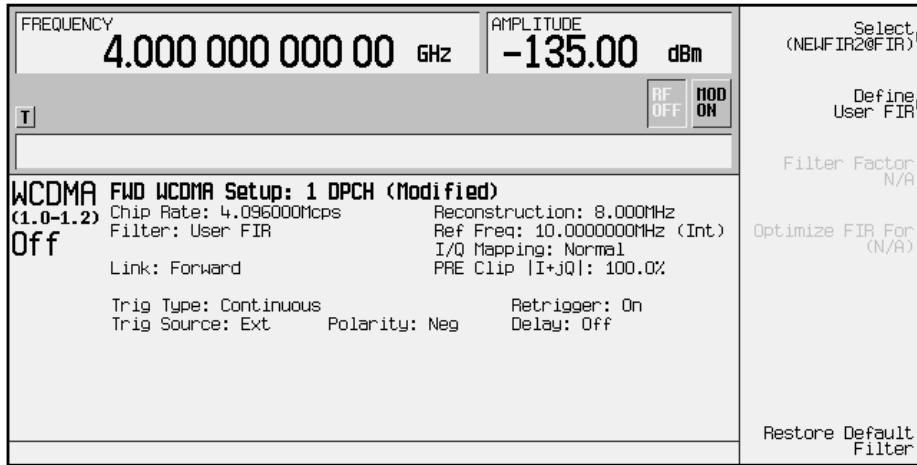 FREQUENCY
4.000 000 000 00 GHz
AMPLITUDE
-135.00 dBm
RF OFF
MOD ON
T
WCDMA
(1.0-1.2)
Off
FWD WCDMA Setup: 1 DPCH (Modified)
Chip Rate: 4.096000Mcps Reconstruction: 8.000MHz
Filter: User FIR Ref Freq: 10.0000000MHz (Int)
I/Q Mapping: Normal
Link: Forward PRE Clip |I+jQ|: 100.0%
Trig Type: Continuous Retrigger: On
Trig Source: Ext Polarity: Neg Delay: Off
Select
(NEWFIR2@FIR)
Define
User FIR
Filter Factor
N/A
Optimize FIR For
(N/A)
Restore Default
Filter